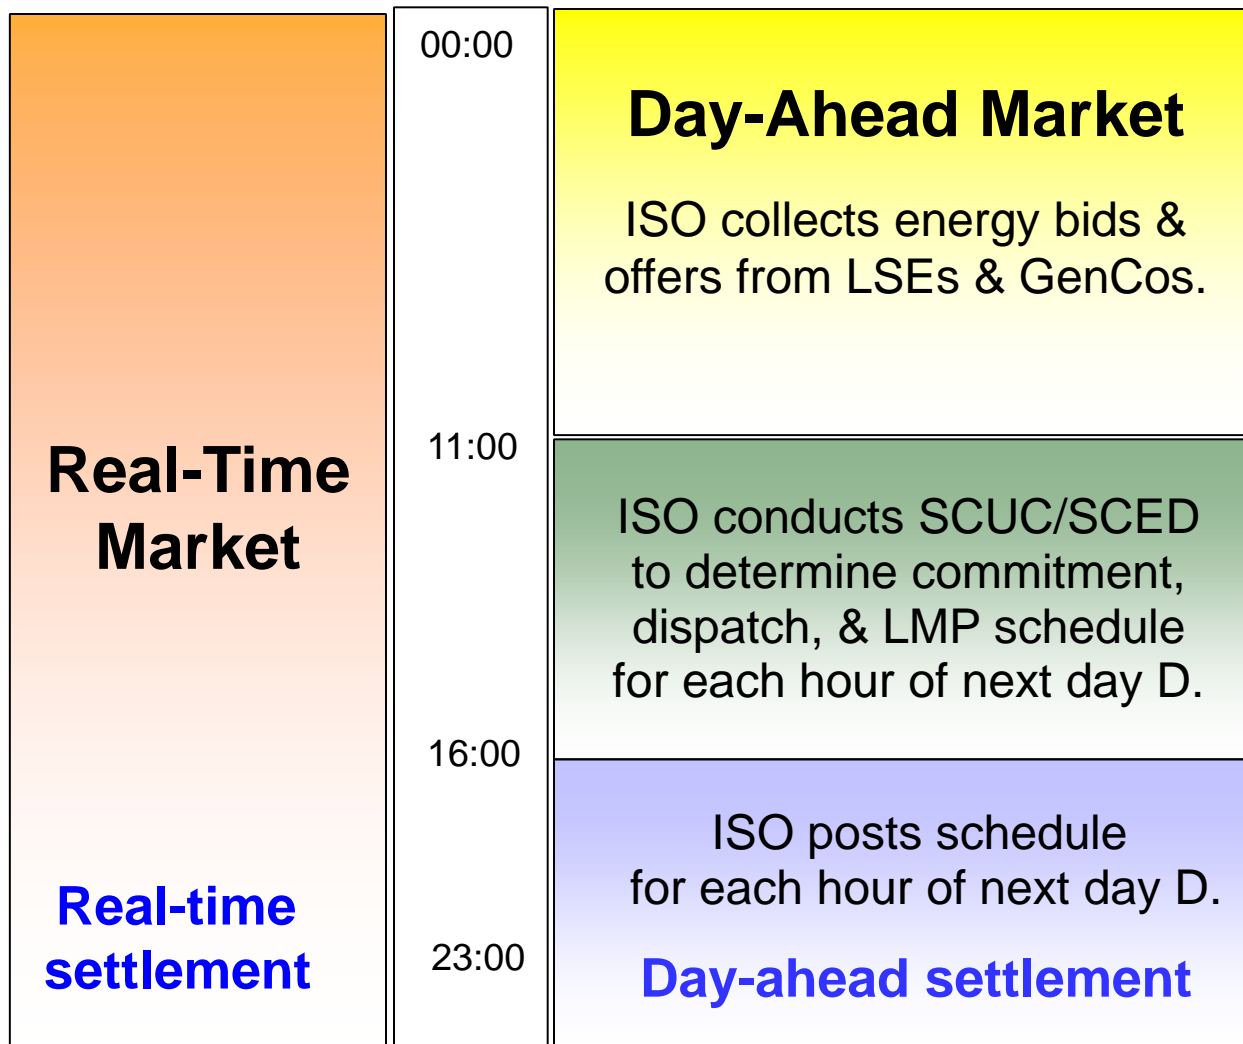 Real-Time
Market
Real-time
settlement
00:00
11:00
16:00
23:00
Day-Ahead Market
ISO collects energy bids &
offers from LSEs & GenCos.
ISO conducts SCUC/SCED
to determine commitment,
dispatch, & LMP schedule
for each hour of next day D.
ISO posts schedule
for each hour of next day D.
Day-ahead settlement